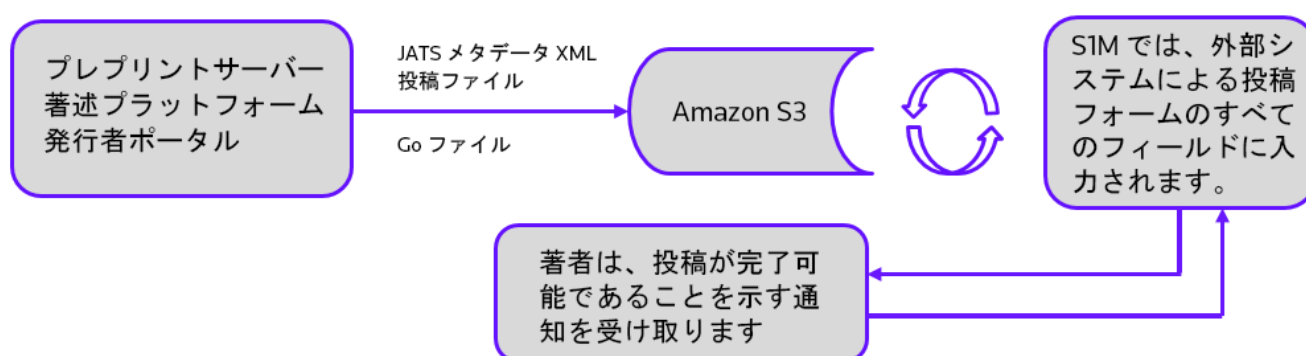 プレプリントサーバー
著述プラットフォーム
発行者ポータル
JATS メタデータ XML
投稿ファイル
Go ファイル
Amazon S3
S1M では、外部シ
ステムによる投稿
フォームのすべて
のフィールドに入
力されます。
著者は、投稿が完了可
能であることを示す通
知を受け取ります